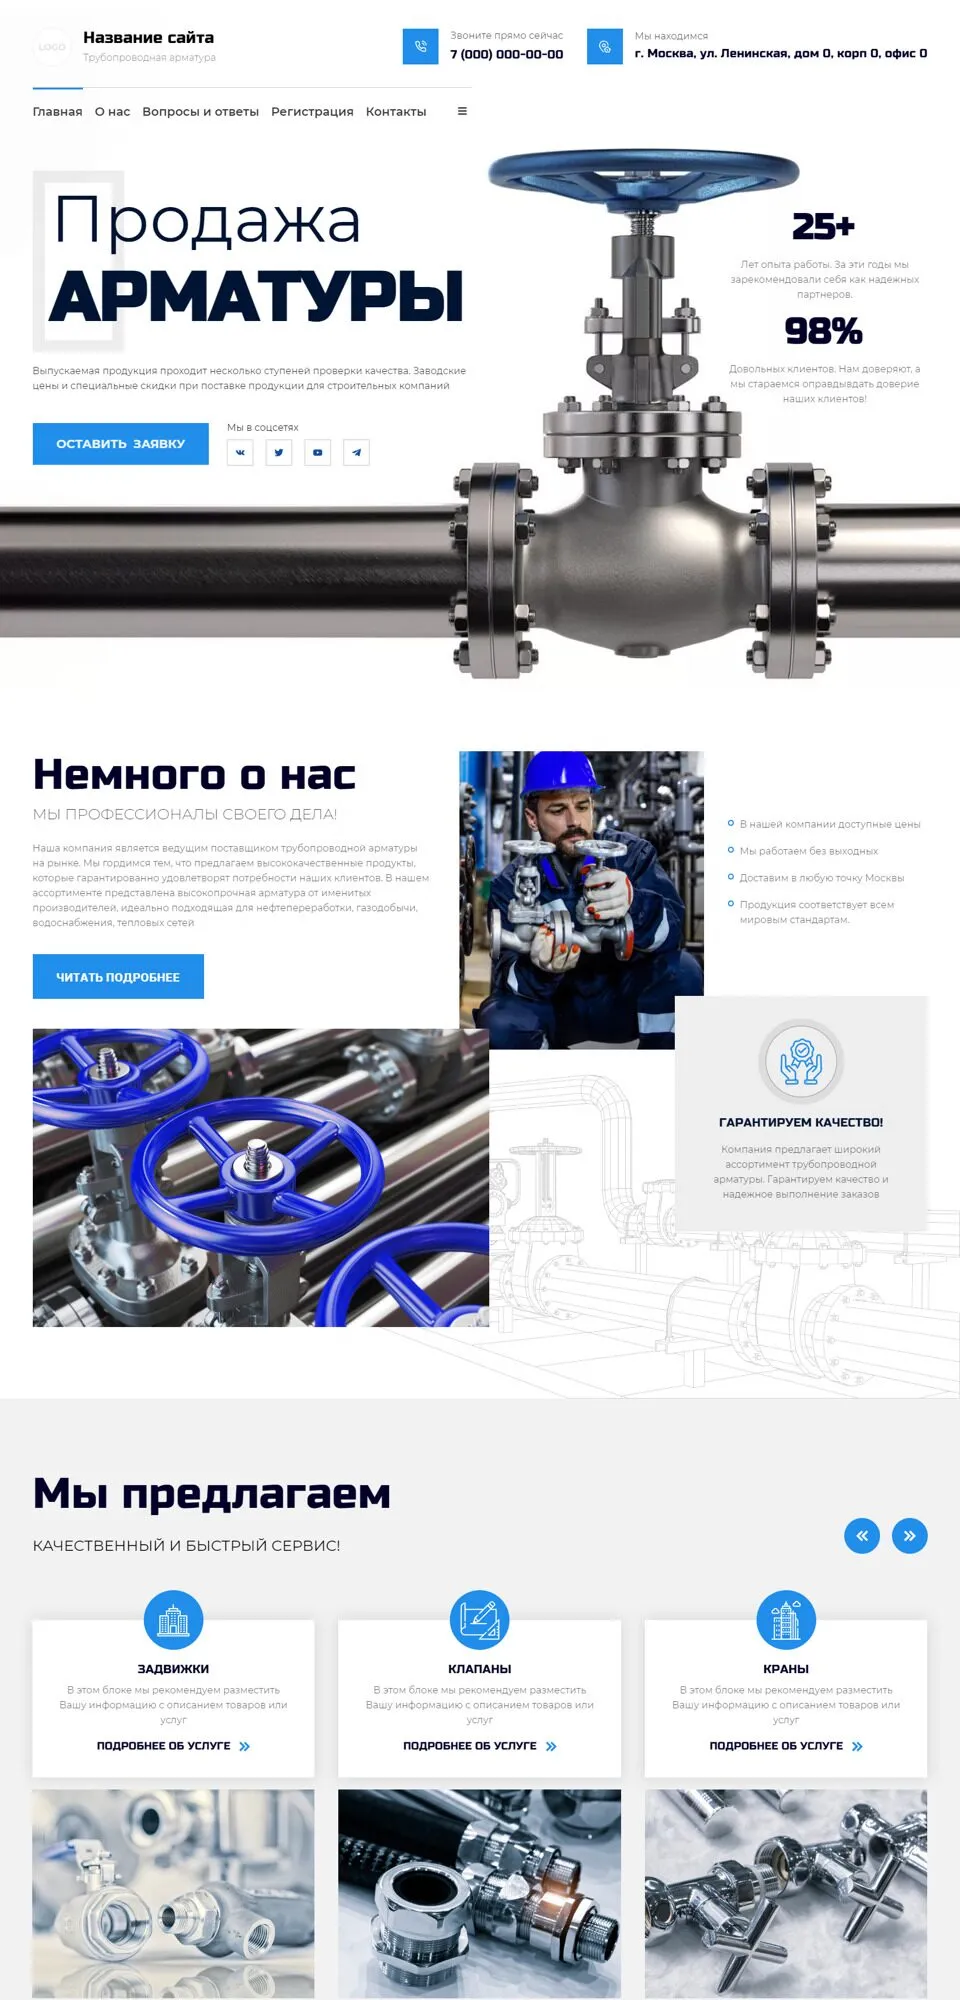 LOGO
Название сайта
Трубопроводная арматура
Звоните прямо сейчас
7 (000) 000-00-00
Мы находимся
г. Москва, ул. Ленинская, дом 0, корп 0, офис 0
Главная О нас Вопросы и ответы Регистрация Контакты
Продажа
АРМАТУРЫ
Выпускаемая продукция проходит несколько ступеней проверки качества. Заводские
цены и специальные скидки при поставке продукции для строительных компаний
ОСТАВИТЬ ЗАЯВКУ
Мы в соцсетях
25+
Лет опыта работы. За эти годы мы
зарекомендовали себя как надежных
партнеров.
98%
Довольных клиентов. Нам доверяют, а
мы стараемся оправдывдать доверие
наших клиентов!
Немного о нас
МЫ ПРОФЕССИОНАЛЫ СВОЕГО ДЕЛА!
Наша компания является ведущим поставщиком трубопроводной арматуры
на рынке. Мы гордимся тем, что предлагаем высококачественные продукты,
которые гарантированно удовлетворят потребности наших клиентов. В нашем
ассортименте представлена высокопрочная арматура от именитых
производителей, идеально подходящая для нефтепереработки, газодобычи,
водоснабжения, тепловых сетей
ЧИТАТЬ ПОДРОБНЕЕ
В нашей компании доступные цены
Мы работаем без выходных
Доставим в любую точку Москвы
Продукция соответствует всем
мировым стандартам.
ГАРАНТИРУЕМ КАЧЕСТВО!
Компания предлагает широкий
ассортимент трубопроводной
арматуры. Гарантируем качество и
надежное выполнение заказов
Мы предлагаем
КАЧЕСТВЕННЫЙ И БЫСТРЫЙ СЕРВИС!
ЗАДВИЖКИ
В этом блоке мы рекомендуем разместить
Вашу информацию с описанием товаров или
услуг
ПОДРОБНЕЕ ОБ УСЛУГЕ
КЛАПАНЫ
В этом блоке мы рекомендуем разместить
Вашу информацию с описанием товаров или
услуг
ПОДРОБНЕЕ ОБ УСЛУГЕ
КРАНЫ
В этом блоке мы рекомендуем разместить
Вашу информацию с описанием товаров или
услуг
ПОДРОБНЕЕ ОБ УСЛУГЕ